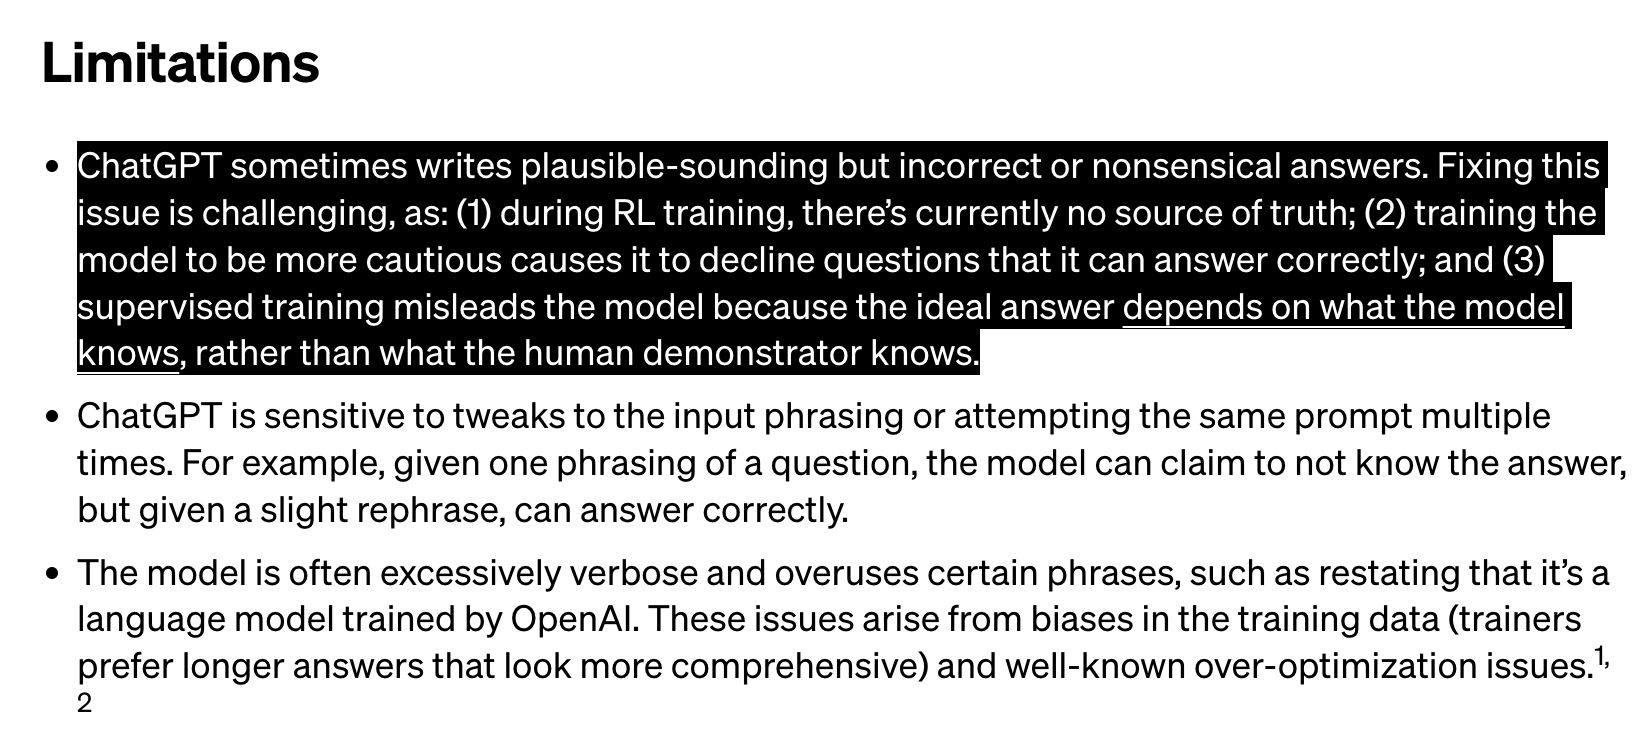 Limitations
ChatGPT sometimes writes plausible-sounding but incorrect or nonsensical answers. Fixing this
issue is challenging, as: (1) during RL training, there’s currently no source of truth; (2) training the
model to be more cautious causes it to decline questions that it can answer correctly; and (3)
supervised training misleads the model because the ideal answer depends on what the model
knows, rather than what the human demonstrator knows.
ChatGPT is sensitive to tweaks to the input phrasing or attempting the same prompt multiple
times. For example, given one phrasing of a question, the model can claim to not know the answer,
but given a slight rephrase, can answer correctly.
The model is often excessively verbose and overuses certain phrases, such as restating that it’s a
language model trained by OpenAI. These issues arise from biases in the training data (trainers
prefer longer answers that look more comprehensive) and well-known over-optimization issues.1,
2